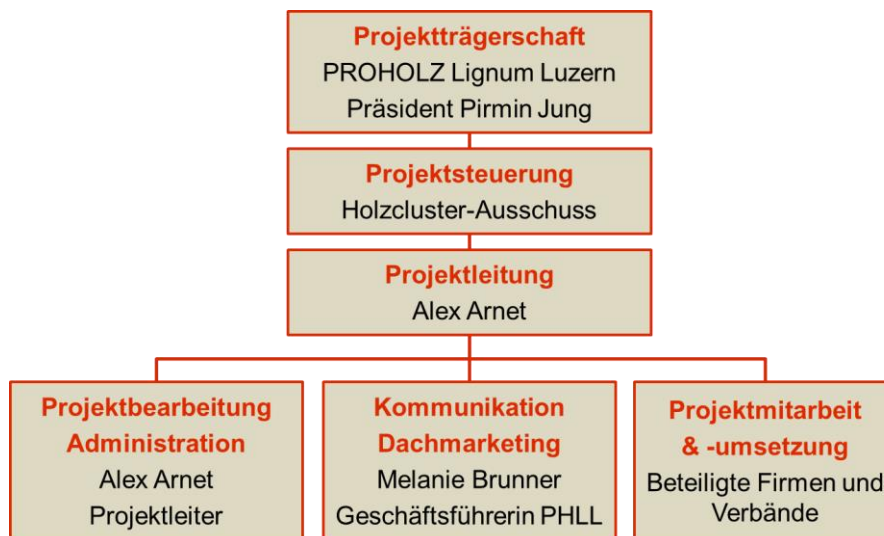 Projektträgerschaft
PROHOLZ Lignum Luzern
Präsident Pirmin Jung
Projektsteuerung
Holzcluster-Ausschuss
Projektleitung
Alex Arnet
Projektbearbeitung
Administration
Alex Arnet
Projektleiter
Kommunikation
Dachmarketing
Melanie Brunner
Geschäftsführerin PHLL
Projektmitarbeit
& -umsetzung
Beteiligte Firmen und
Verbände